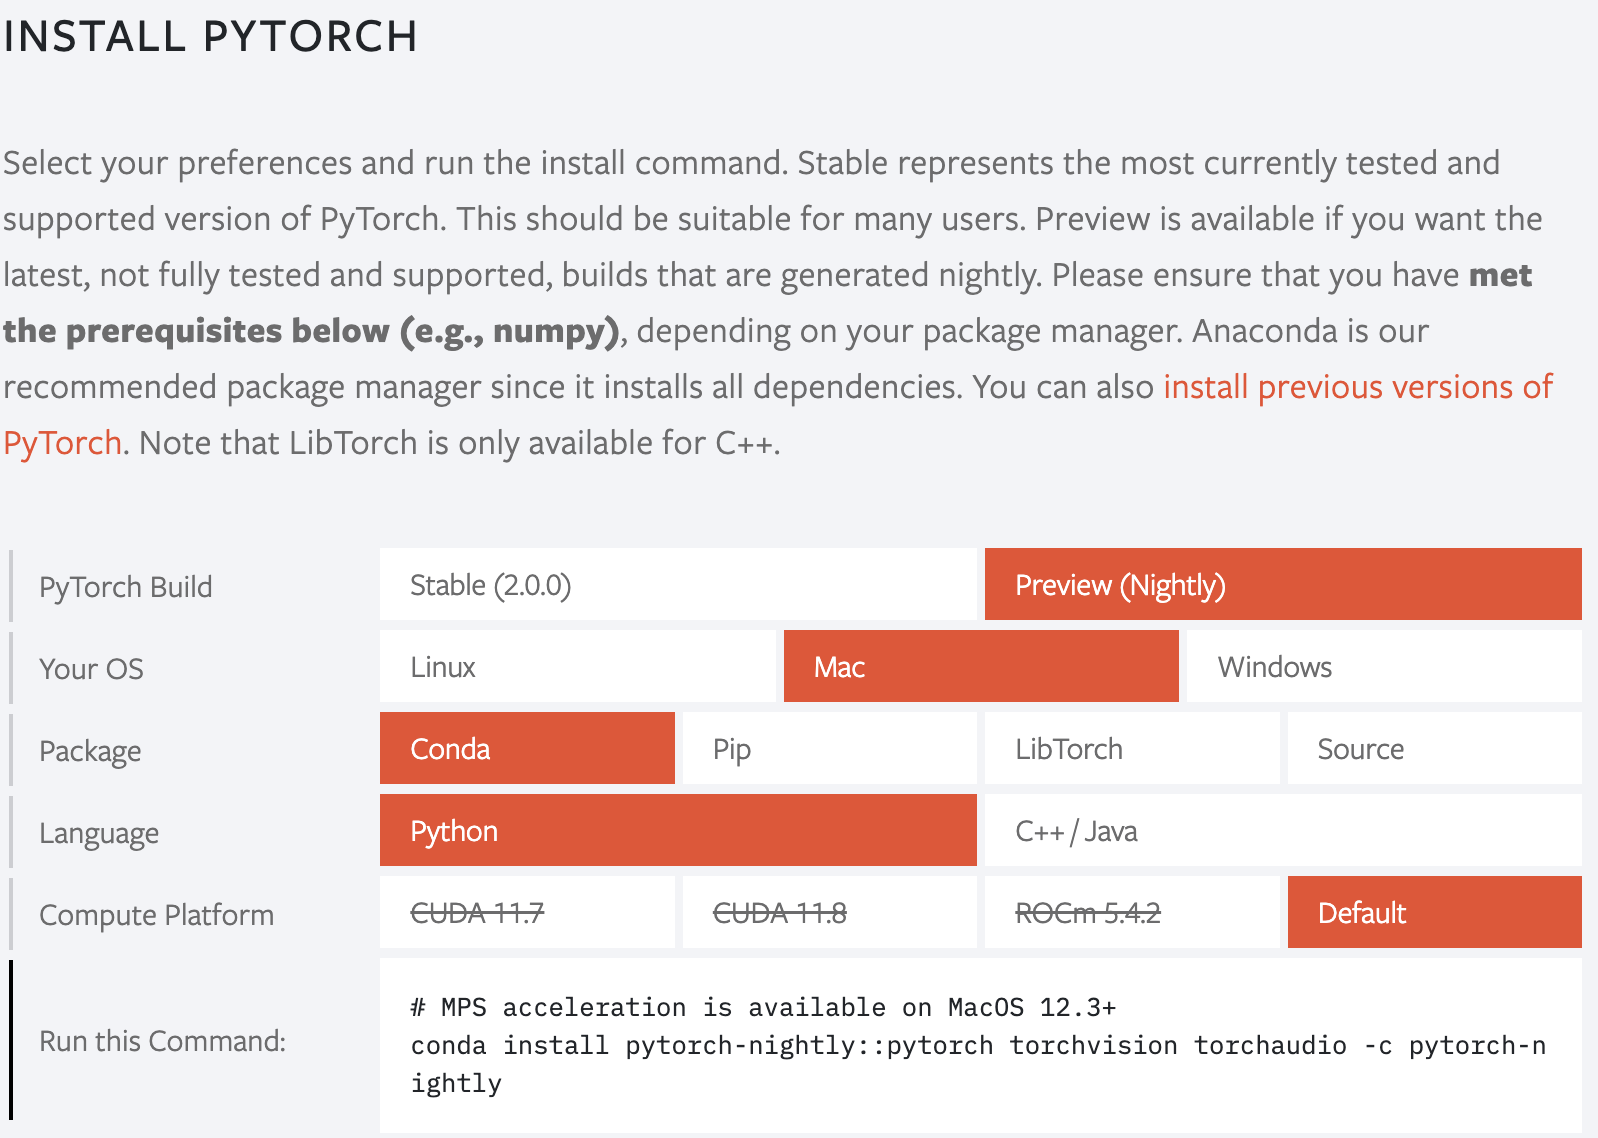 INSTALL PYTORCH
Select your preferences and run the install command. Stable represents the most currently tested and
supported version of PyTorch. This should be suitable for many users. Preview is available if you want the
latest, not fully tested and supported, builds that are generated nightly. Please ensure that you have met
the prerequisites below (e.g., numpy), depending on your package manager. Anaconda is our
recommended package manager since it installs all dependencies. You can also install previous versions of
PyTorch. Note that LibTorch is only available for C++.
PyTorch Build Stable (2.0.0) Preview (Nightly)
Your OS Linux Mac Windows
Package Conda Pip LibTorch Source
Language Python C++ / Java
Compute Platform CUDA 11.7 CUDA 11.8 ROCm 5.4.2 Default
# MPS acceleration is available on MacOS 12.3+
Run this Command: conda install pytorch-nightly::pytorch torchvision torchaudio -c pytorch-n
ightly